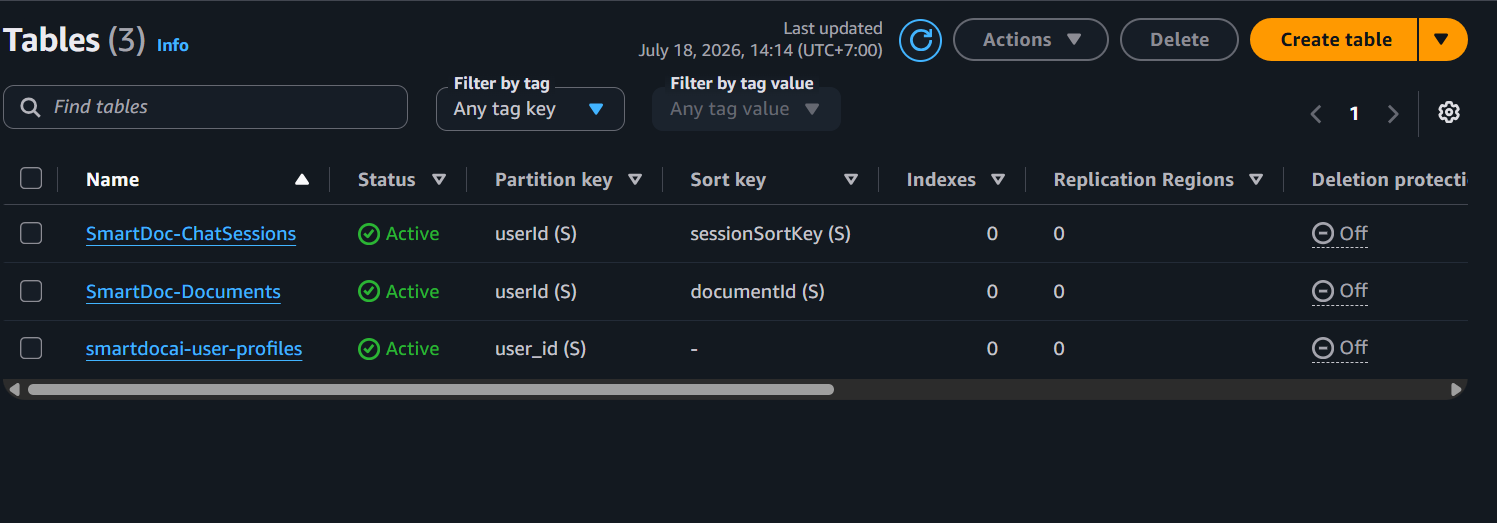 Tables (3) Info
Last updated
July 18, 2026, 14:14 (UTC+7:00)
Actions
Delete
Create table
Find tables
Filter by tag
Any tag key
Filter by tag value
Any tag value
1
Name Status Partition key Sort key Indexes Replication Regions Deletion protecti
SmartDoc-ChatSessions Active userId (S) sessionSortKey (S) 0 0 Off
SmartDoc-Documents Active userId (S) documentId (S) 0 0 Off
smartdocai-user-profiles Active user_id (S) - 0 0 Off